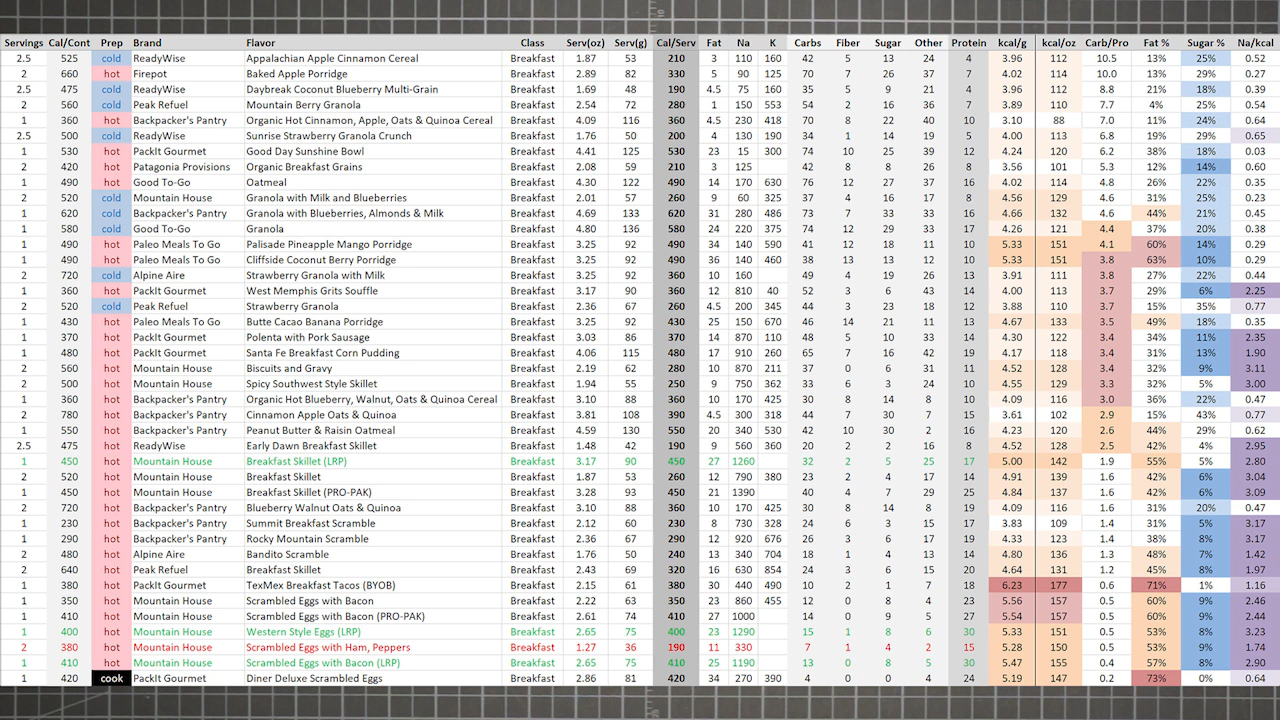 Servings Cal/Cont Prep Brand Flavor Class Serv(oz) Serv(g) Cal/Serv Fat Na K Carbs Fiber Sugar Other Protein kcal/g kcal/oz Carb/Pro Fat % Sugar % Na/kcal
2.5 525 cold ReadyWise Appalachian Apple Cinnamon Cereal Breakfast 1.87 53 210 3 110 160 42 5 13 24 4 3.96 112 10.5 13% 25% 0.52
2 660 hot Firepot Baked Apple Porridge Breakfast 2.89 82 330 5 90 125 70 7 26 37 7 4.02 114 10.0 13% 29% 0.27
2.5 475 cold ReadyWise Daybreak Coconut Blueberry Multi-Grain Breakfast 1.69 48 190 4.5 75 160 35 5 9 21 4 3.96 112 8.8 21% 18% 0.39
2 560 cold Peak Refuel Mountain Berry Granola Breakfast 2.54 72 280 1 150 553 54 2 16 36 7 3.89 110 7.7 4% 25% 0.54
1 360 hot Backpacker's Pantry Organic Hot Cinnamon, Apple, Oats & Quinoa Cereal Breakfast 4.09 116 360 4.5 230 418 70 8 22 40 10 3.10 88 7.0 11% 24% 0.64
2.5 500 cold ReadyWise Sunrise Strawberry Granola Crunch Breakfast 1.76 50 200 4 130 190 34 1 14 19 5 4.00 113 6.8 19% 29% 0.65
1 530 hot PackIt Gourmet Good Day Sunshine Bowl Breakfast 4.41 125 530 23 15 300 74 10 25 39 12 4.24 120 6.2 38% 18% 0.03
2 420 hot Patagonia Provisions Organic Breakfast Grains Breakfast 2.08 59 210 3 125 42 8 8 26 8 3.56 101 5.3 12% 14% 0.60
1 490 hot Good To-Go Oatmeal Breakfast 4.30 122 490 14 170 630 76 12 27 37 16 4.02 114 4.8 26% 22% 0.35
2 520 cold Mountain House Granola with Milk and Blueberries Breakfast 2.01 57 260 9 60 325 37 4 16 17 8 4.56 129 4.6 31% 25% 0.23
1 620 cold Backpacker's Pantry Granola with Blueberries, Almonds & Milk Breakfast 4.69 133 620 31 280 486 73 7 33 33 16 4.66 132 4.6 44% 21% 0.45
1 580 cold Good To-Go Granola Breakfast 4.80 136 580 24 220 375 74 12 29 33 17 4.26 121 4.4 37% 20% 0.38
1 490 hot Paleo Meals To Go Palisade Pineapple Mango Porridge Breakfast 3.25 92 490 34 140 590 41 12 18 11 10 5.33 151 4.1 60% 14% 0.29
1 490 hot Paleo Meals To Go Cliffside Coconut Berry Porridge Breakfast 3.25 92 490 36 140 460 38 13 13 12 10 5.33 151 3.8 63% 10% 0.29
2 720 cold Alpine Aire Strawberry Granola with Milk Breakfast 3.25 92 360 10 160 49 4 19 26 13 3.91 111 3.8 27% 22% 0.44
1 360 hot PackIt Gourmet West Memphis Grits Souffle Breakfast 3.17 90 360 12 810 40 52 3 6 43 14 4.00 113 3.7 29% 6% 2.25
2 520 cold Peak Refuel Strawberry Granola Breakfast 2.36 67 260 4.5 200 345 44 3 23 18 12 3.88 110 3.7 15% 35% 0.77
1 430 hot Paleo Meals To Go Butte Cacao Banana Porridge Breakfast 3.25 92 430 25 150 670 46 14 21 11 13 4.67 133 3.5 49% 18% 0.35
1 370 hot PackIt Gourmet Polenta with Pork Sausage Breakfast 3.03 86 370 14 870 110 48 5 10 33 14 4.30 122 3.4 34% 11% 2.35
1 480 hot PackIt Gourmet Santa Fe Breakfast Corn Pudding Breakfast 4.06 115 480 17 910 260 65 7 16 42 19 4.17 118 3.4 31% 13% 1.90
2 560 hot Mountain House Biscuits and Gravy Breakfast 2.19 62 280 10 870 211 37 0 6 31 11 4.52 128 3.4 32% 9% 3.11
2 500 hot Mountain House Spicy Southwest Style Skillet Breakfast 1.94 55 250 9 750 362 33 6 3 24 10 4.55 129 3.3 32% 5% 3.00
1 360 hot Backpacker's Pantry Organic Hot Blueberry, Walnut, Oats & Quinoa Cereal Breakfast 3.10 88 360 10 170 425 30 8 14 8 10 4.09 116 3.0 36% 22% 0.47
2 780 hot Backpacker's Pantry Cinnamon Apple Oats & Quinoa Breakfast 3.81 108 390 4.5 300 318 44 7 30 7 15 3.61 102 2.9 15% 43% 0.77
1 550 hot Backpacker's Pantry Peanut Butter & Raisin Oatmeal Breakfast 4.59 130 550 20 340 530 42 10 30 2 16 4.23 120 2.6 44% 29% 0.62
2.5 475 hot ReadyWise Early Dawn Breakfast Skillet Breakfast 1.48 42 190 9 560 360 20 2 2 16 8 4.52 128 2.5 42% 4% 2.95
1 450 hot Mountain House Breakfast Skillet (LRP) Breakfast 3.17 90 450 27 1260 32 2 5 25 17 5.00 142 1.9 55% 5% 2.80
2 520 hot Mountain House Breakfast Skillet Breakfast 1.87 53 260 12 790 380 23 2 4 17 14 4.91 139 1.6 42% 6% 3.04
1 450 hot Mountain House Breakfast Skillet (PRO-PAK) Breakfast 3.28 93 450 21 1390 40 4 7 29 25 4.84 137 1.6 42% 6% 3.09
2 720 hot Backpacker's Pantry Blueberry Walnut Oats & Quinoa Breakfast 3.10 88 360 10 170 425 30 8 14 8 19 4.09 116 1.6 31% 20% 0.47
1 230 hot Backpacker's Pantry Summit Breakfast Scramble Breakfast 2.12 60 230 8 730 328 24 6 3 15 17 3.83 109 1.4 31% 5% 3.17
1 290 hot Backpacker's Pantry Rocky Mountain Scramble Breakfast 2.36 67 290 12 920 676 26 3 6 17 19 4.33 123 1.4 38% 8% 3.17
2 480 hot Alpine Aire Bandito Scramble Breakfast 1.76 50 240 13 340 704 18 1 4 13 14 4.80 136 1.3 48% 7% 1.42
2 640 hot Peak Refuel Breakfast Scramble Breakfast 2.43 69 320 16 630 854 24 3 6 15 20 4.64 131 1.2 45% 8% 1.97
1 380 hot PackIt Gourmet TexMex Breakfast Tacos (BYOB) Breakfast 2.15 61 380 30 440 490 10 2 1 7 18 6.23 177 0.6 71% 1% 1.16
1 350 hot Mountain House Scrambled Eggs with Bacon Breakfast 2.22 63 350 23 860 455 12 0 8 4 23 5.56 157 0.5 60% 9% 2.46
1 410 hot Mountain House Scrambled Eggs with Bacon (PRO-PAK) Breakfast 2.61 74 410 27 1000 14 0 9 5 27 5.54 157 0.5 60% 9% 2.44
1 400 hot Mountain House Western Style Eggs (LRP) Breakfast 2.65 75 400 23 1290 15 1 8 6 30 5.33 151 0.5 53% 8% 3.23
2 380 hot Mountain House Scrambled Eggs with Ham, Peppers Breakfast 1.27 36 190 11 330 7 1 4 2 15 5.28 150 0.5 53% 9% 1.74
1 410 hot Mountain House Scrambled Eggs with Bacon (LRP) Breakfast 2.65 75 410 25 1190 13 0 8 5 30 5.47 155 0.4 57% 8% 2.90
1 420 cook PackIt Gourmet Diner Deluxe Scrambled Eggs Breakfast 2.86 81 420 34 270 390 4 0 0 4 24 5.19 147 0.2 73% 0% 0.64